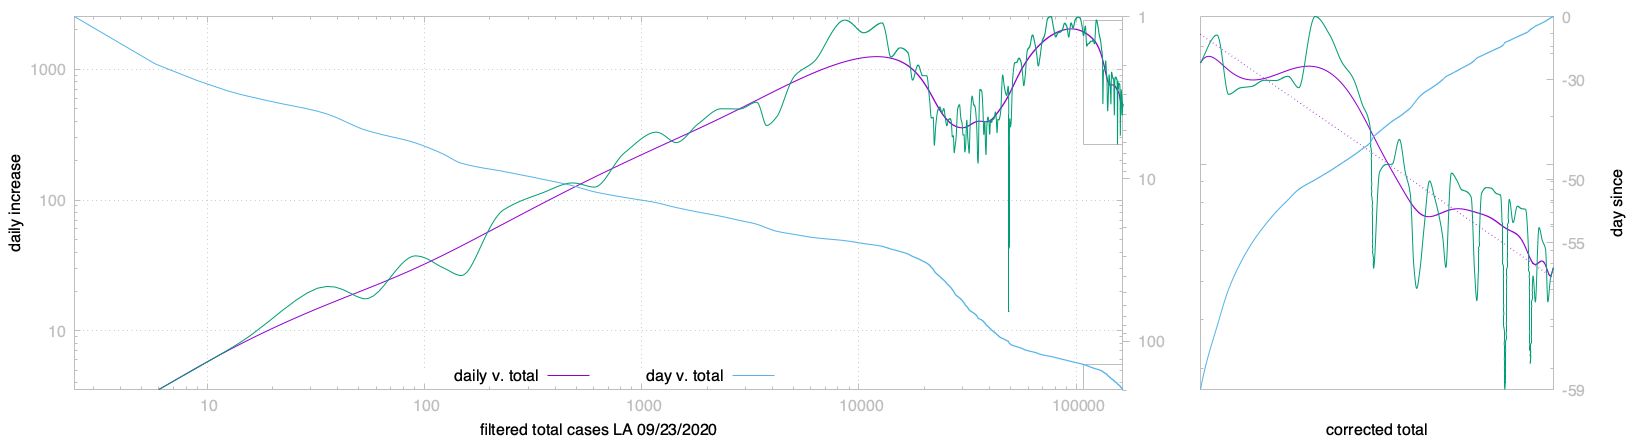 1000
100
10
daily increase
10
100
1000
10000
100000
filtered total cases LA 09/23/2020
daily v. total
day v. total
1
10
100
0
-30
-50
-55
-59
day since
corrected total